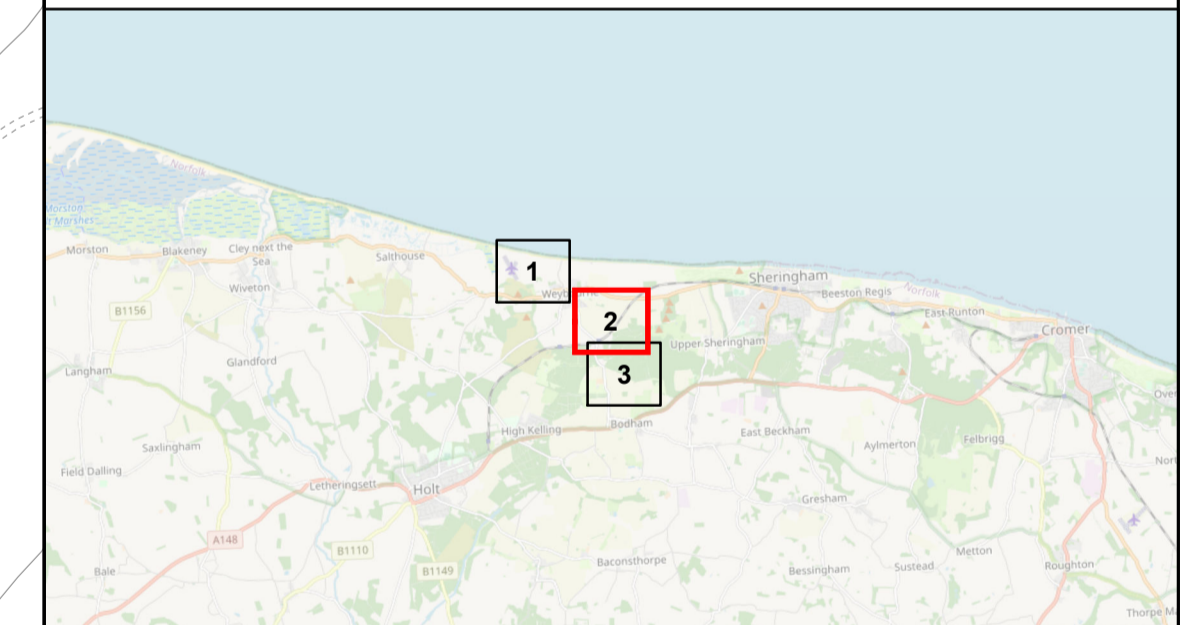 Norfolk
Morston
Marshes
Morston
Blakeney
Cley next the
Sea
Salthouse
1
Sheringham
Wiveton
Beeston Regis
Norfolk
B1156
2
East Runton
Cromer
Upper Sheringham
Glandford
Langham
3
High Kelling
Bodham
East Beckham
Felbrigg
Aylmerton
Saxlingham
Field Dalling
Letheringsett
Holt
Gresham
A148
B1110
Metton
Baconsthorpe
Bale
B1149
Bessingham
Sustead
Roughton